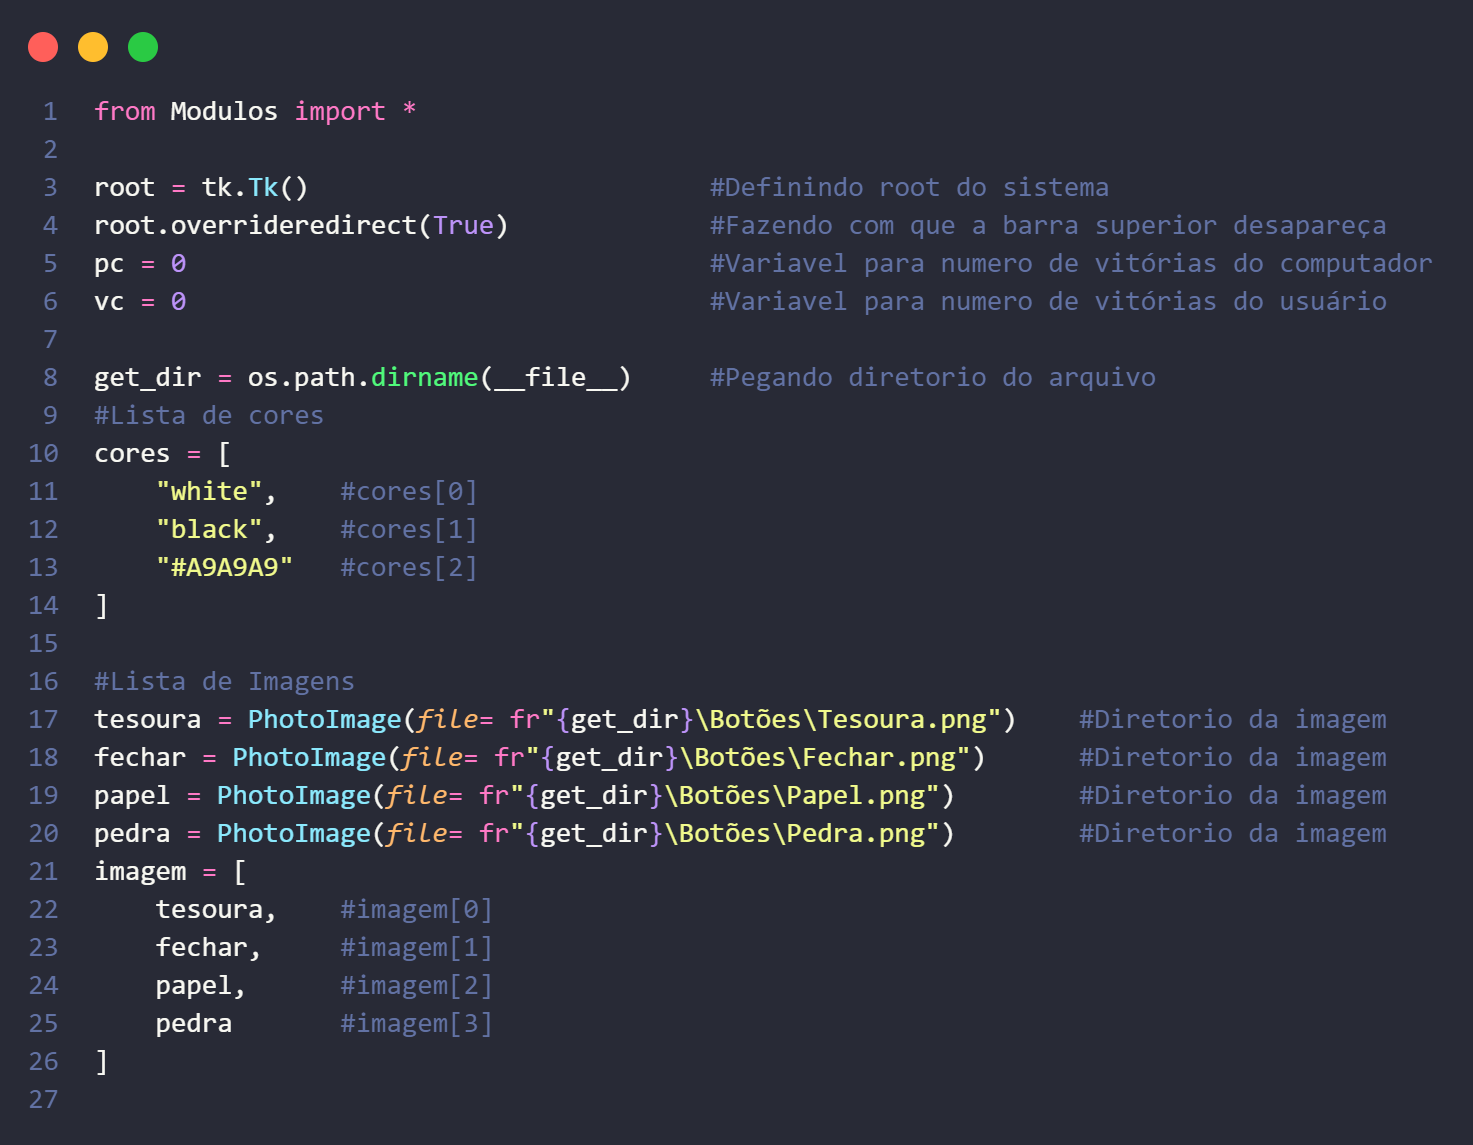 1 from Modulos import *
2
3 root = tk.Tk() #Definindo root do sistema
4 root.overrideredirect(True) #Fazendo com que a barra superior desapareça
5 pc = 0 #Variavel para numero de vitórias do computador
6 vc = 0 #Variavel para numero de vitórias do usuário
7
8 get_dir = os.path.dirname(__file__) #Pegando diretorio do arquivo
9 #Lista de cores
10 cores = [
11 "white", #cores[0]
12 "black", #cores[1]
13 "#A9A9A9" #cores[2]
14 ]
15
16 #Lista de Imagens
17 tesoura = PhotoImage(file= fr"{get_dir}\Botões\Tesoura.png") #Diretorio da imagem
18 fechar = PhotoImage(file= fr"{get_dir}\Botões\Fechar.png") #Diretorio da imagem
19 papel = PhotoImage(file= fr"{get_dir}\Botões\Papel.png") #Diretorio da imagem
20 pedra = PhotoImage(file= fr"{get_dir}\Botões\Pedra.png") #Diretorio da imagem
21 imagem = [
22 tesoura, #imagem[0]
23 fechar, #imagem[1]
24 papel, #imagem[2]
25 pedra #imagem[3]
26 ]
27